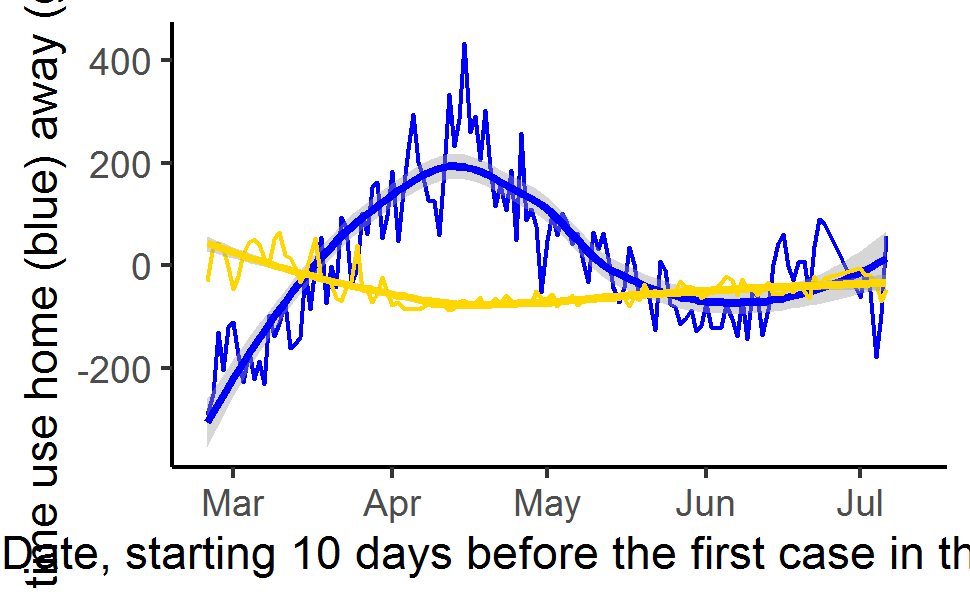 time use home (blue) away (
400
200
0
-200
Mar Apr May Jun Jul
Date, starting 10 days before the first case in th